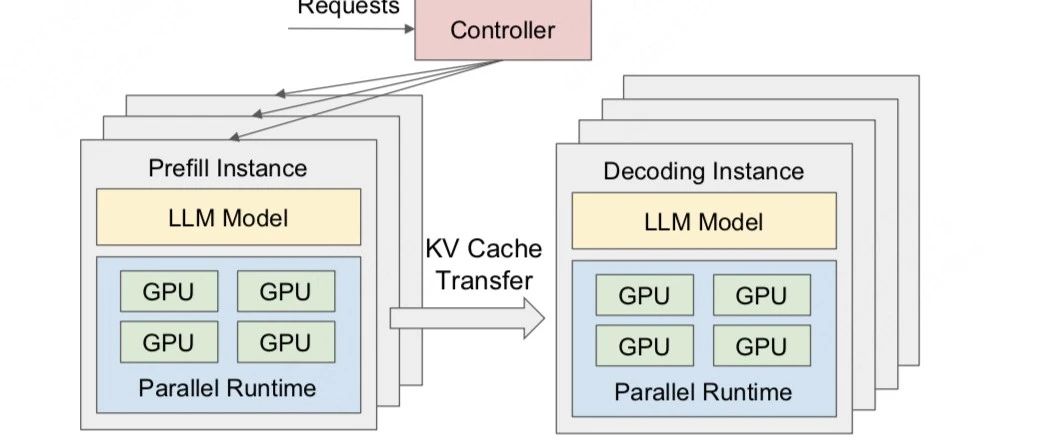 Requests
Controller
Prefill Instance
LLM Model
GPU
GPU
GPU
GPU
Parallel Runtime
KV Cache
Transfer
Decoding Instance
LLM Model
GPU
GPU
GPU
GPU
Parallel Runtime